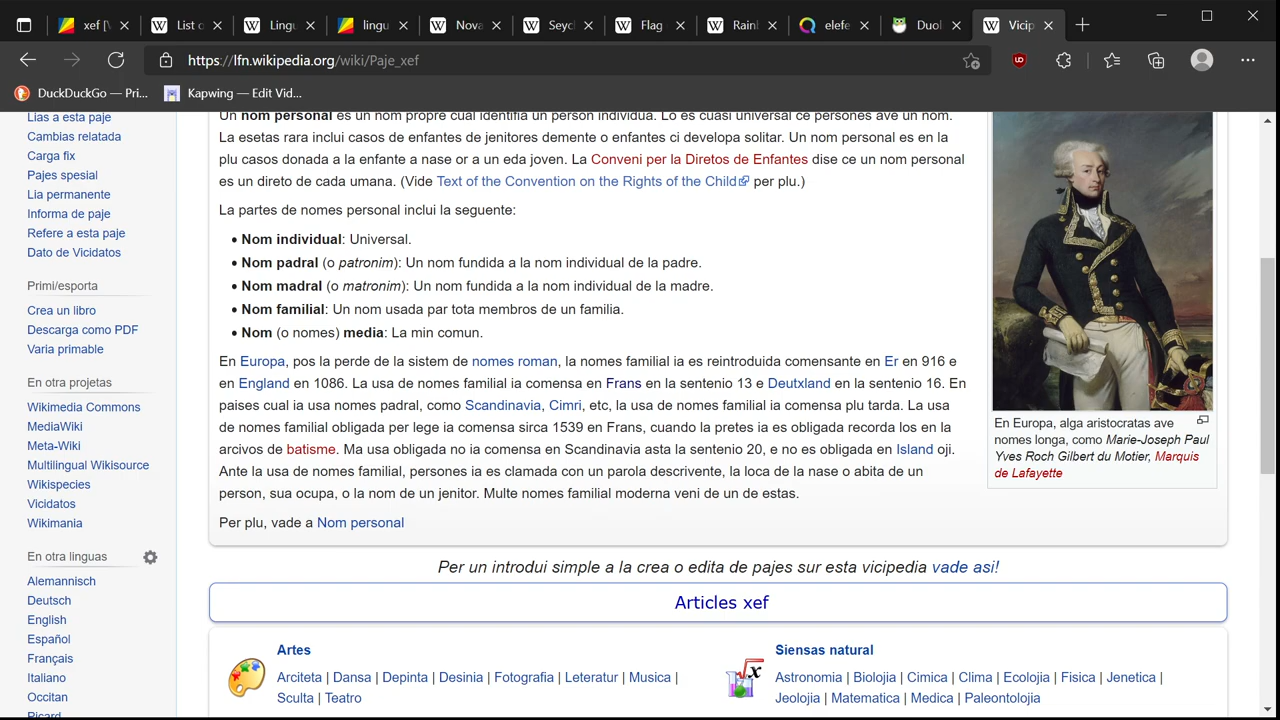 xef [V
List o
Lingu
lingu
Nova
Seych
Flag
Rainb
elefe
Duol
Vicip
https://lfn.wikipedia.org/wiki/Paje_xef
DuckDuckGo — Pri...
Kapwing — Edit Vid...
Lias a esta paje
Cambias relatada
Carga fix
Pajes spesial
Lia permanente
Informa de paje
Refere a esta paje
Dato de Vicidatos
Primi/esporta
Crea un libro
Descarga como PDF
Varia primable
En otra projetas
Wikimedia Commons
MediaWiki
Meta-Wiki
Multilingual Wikisource
Wikispecies
Vicidatos
Wikimania
En otra linguas
Alemannisch
Deutsch
English
Español
Français
Italiano
Occitan
Picard
Un nom personal es un nom propre cual identifia un person individua. Lo es cuasi universal ce persones ave un nom.
La esetas rara inclui casos de enfantes de jenitores demente o enfantes ci developa solitar. Un nom personal es en la
plu casos donada a la enfante a nase or a un eda joven. La Conveni per la Diretos de Enfantes dise ce un nom personal
es un direto de cada umana. (Vide Text of the Convention on the Rights of the Child per plu.)
La partes de nomes personal inclui la seguente:
• Nom individual: Universal.
• Nom padral (o patronim): Un nom fundida a la nom individual de la padre.
• Nom madral (o matronim): Un nom fundida a la nom individual de la madre.
• Nom familial: Un nom usada par tota membros de un familia.
• Nom (o nomes) media: La min comun.
En Europa, pos la perde de la sistem de nomes roman, la nomes familial ia es reintroduida comensante en Er en 916 e
en England en 1086. La usa de nomes familial ia comensa en Frans en la sentenio 13 e Deutxland en la sentenio 16. En
paises cual ia usa nomes padral, como Scandinavia, Cimri, etc, la usa de nomes familial ia comensa plu tarda. La usa
de nomes familial obligada per lege ia comensa sirca 1539 en Frans, cuando la pretes ia es obligada recorda los en la
arcivos de batisme. Ma usa obligada no ia comensa en Scandinavia asta la sentenio 20, e no es obligada en Island oji.
Ante la usa de nomes familial, persones ia es clamada con un parola descrivente, la loca de la nase o abita de un
person, sua ocupa, o la nom de un jenitor. Multe nomes familial moderna veni de un de estas.
Per plu, vade a Nom personal
En Europa, alga aristocratas ave
nomes longa, como Marie-Joseph Paul
Yves Roch Gilbert du Motier, Marquis
de Lafayette
Per un introdui simple a la crea o edita de pajes sur esta vicipedia vade asi!
Articles xef
Artes
Arciteta | Dansa | Depinta | Desinia | Fotografia | Leteratur | Musica |
Sculta | Teatro
Siensas natural
Astronomia | Biolojia | Cimica | Clima | Ecolojia | Fisica | Jenetica |
Jeolojia | Matematica | Medica | Paleontolojia